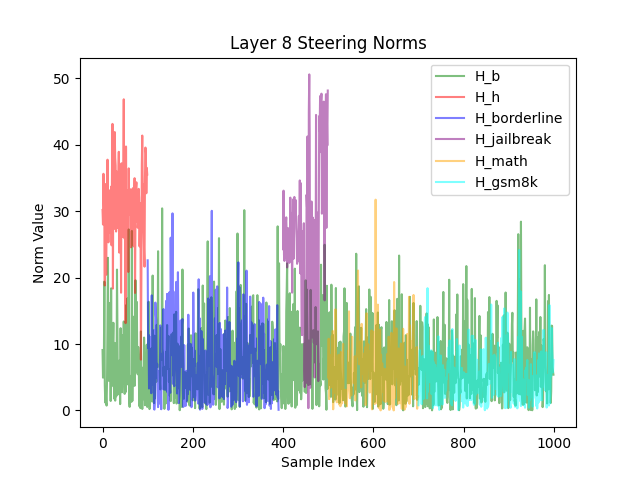 Layer 8 Steering Norms
Norm Value
50
40
30
20
10
0
0 200 400 600 800 1000
Sample Index
H_b
H_h
H_borderline
H_jailbreak
H_math
H_gsm8k